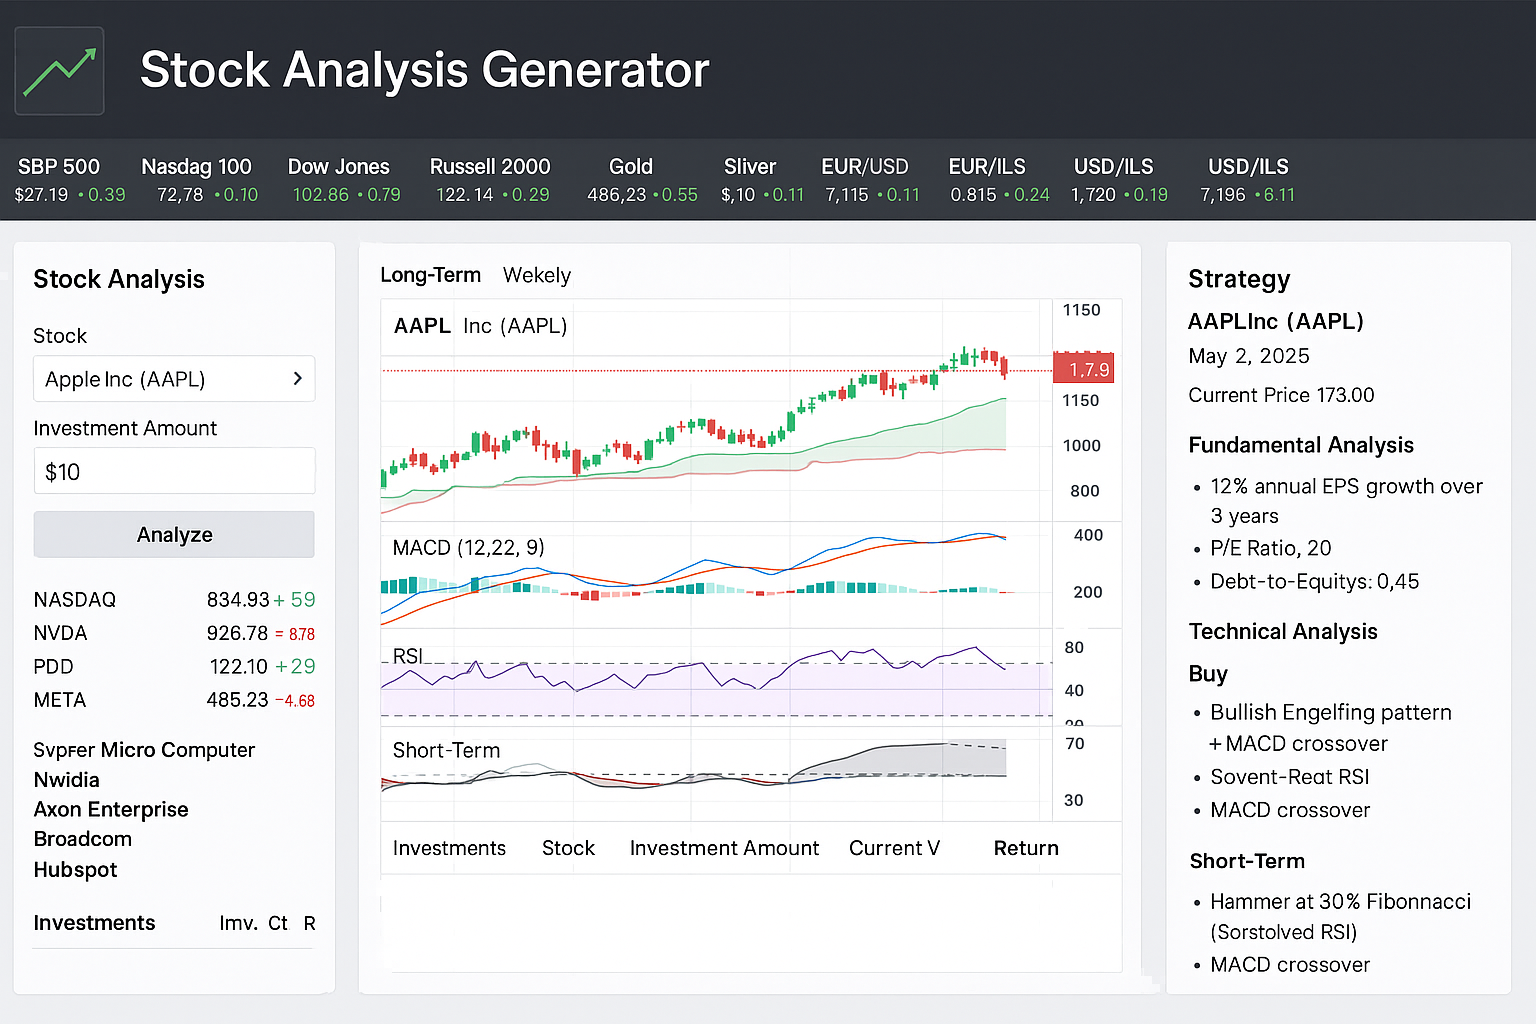 Stock Analysis Generator
SBP 500 Nasdag 100 Dow Jones Russell 2000 Gold Sliver EUR/USD EUR/ILS USD/ILS USD/ILS
$27.19 •0.39 72,78 •0.10 102.86 •0.79 122.14 •0.29 486,23 •0.55 $,10 •0.11 7,115 •0.11 0.815 •0.24 1,720 •0.19 7,196 •6.11
Stock Analysis
Stock
Apple Inc (AAPL)
Investment Amount
$10
Analyze
NASDAQ 834.93 + 59
NVDA 926.78 = 8.78
PDD 122.10 +29
META 485.23 −4.68
Svprer Micro Computer
Nwidia
Axon Enterprise
Broadcom
Hubspot
Investments Imv. Ct R
Long-Term Wekely
AAPL Inc (AAPL)
1150
1,7.9
1150
1000
800
MACD (12,22, 9)
400
200
RSI
80
40
20
Short-Term
70
30
Investments Stock Investment Amount Current V Return
Strategy
AAPLInc (AAPL)
May 2, 2025
Current Price 173.00
Fundamental Analysis
• 12% annual EPS growth over
3 years
• P/E Ratio, 20
• Debt-to-Equitys: 0,45
Technical Analysis
Buy
• Bullish Engelfing pattern
+ MACD crossover
• Sovent-Reat RSI
• MACD crossover
Short-Term
• Hammer at 30% Fibonnacci
(Sorstolved RSI)
• MACD crossover